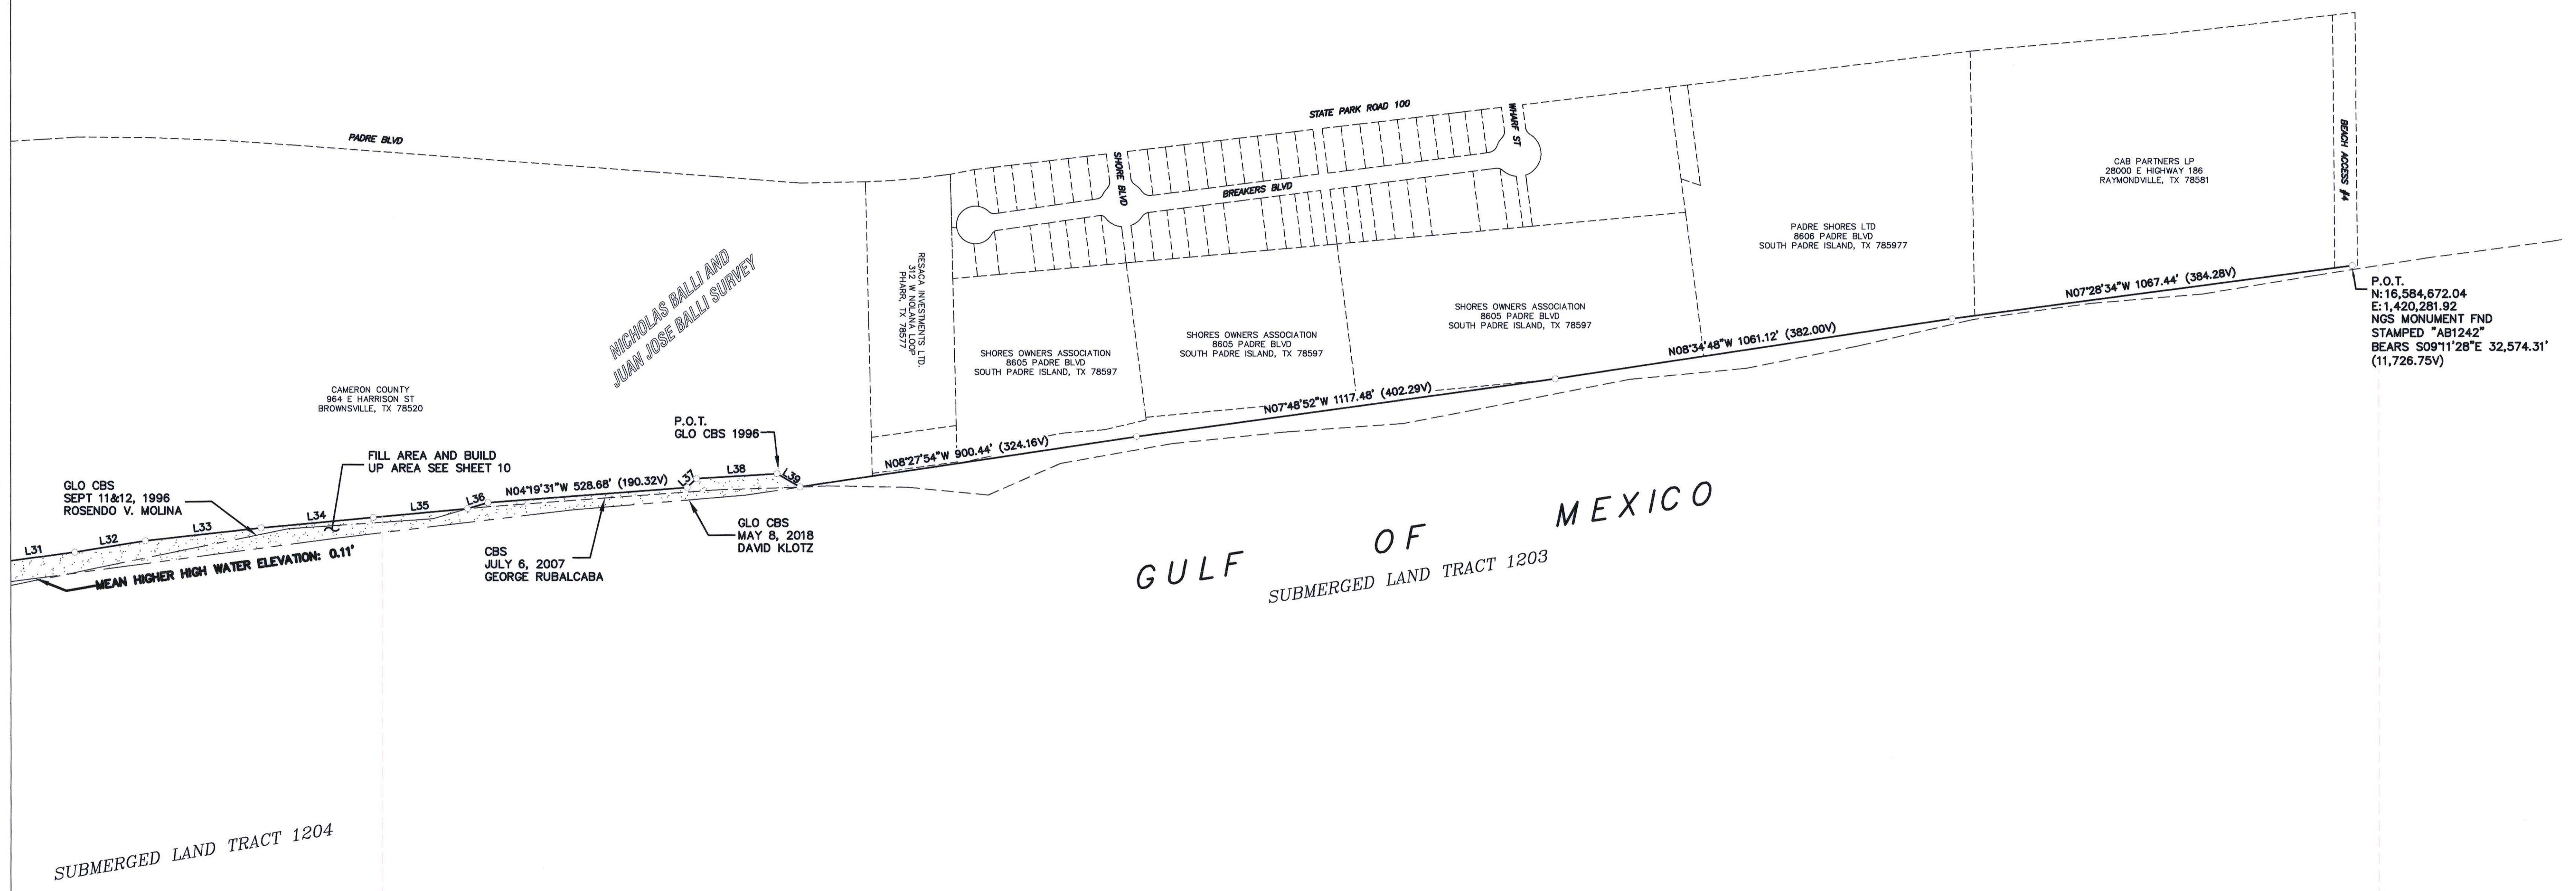 PADRE BLVD
STATE PARK ROAD 100
WHARF ST
SHORE BLVD
BREAKERS BLVD
BEACH ACCESS #4
CAB PARTNERS LP
28000 E HIGHWAY 186
RAYMONDVILLE, TX 78581
PADRE SHORES LTD
8606 PADRE BLVD
SOUTH PADRE ISLAND, TX 785977
NICHOLAS BALLI AND
JUAN JOSE BALLI SURVEY
RESACA INVESTMENTS LTD.
312 W NOLANA LOOP
PHARR, TX 78577
SHORES OWNERS ASSOCIATION
8605 PADRE BLVD
SOUTH PADRE ISLAND, TX 78597
SHORES OWNERS ASSOCIATION
8605 PADRE BLVD
SOUTH PADRE ISLAND, TX 78597
SHORES OWNERS ASSOCIATION
8605 PADRE BLVD
SOUTH PADRE ISLAND, TX 78597
CAMERON COUNTY
964 E HARRISON ST
BROWNSVILLE, TX 78520
N07°28'34"W 1067.44' (384.28V)
P.O.T.
N:16,584,672.04
E:1,420,281.92
NGS MONUMENT FND
STAMPED "AB1242"
BEARS S09°11'28"E 32,574.31'
(11,726.75V)
N08°34'48"W 1061.12' (382.00V)
N07°48'52"W 1117.48' (402.29V)
N08°27'54"W 900.44' (324.16V)
P.O.T.
GLO CBS 1996
FILL AREA AND BUILD
UP AREA SEE SHEET 10
GLO CBS
SEPT 11&12, 1996
ROSENDO V. MOLINA
L31
L32
L33
L34
L35
L36
N04°19'31"W 528.68' (190.32V)
L37
L38
L39
MEAN HIGHER HIGH WATER ELEVATION: 0.11'
CBS
JULY 6, 2007
GEORGE RUBALCABA
GLO CBS
MAY 8, 2018
DAVID KLOTZ
GULF OF MEXICO
SUBMERGED LAND TRACT 1203
SUBMERGED LAND TRACT 1204